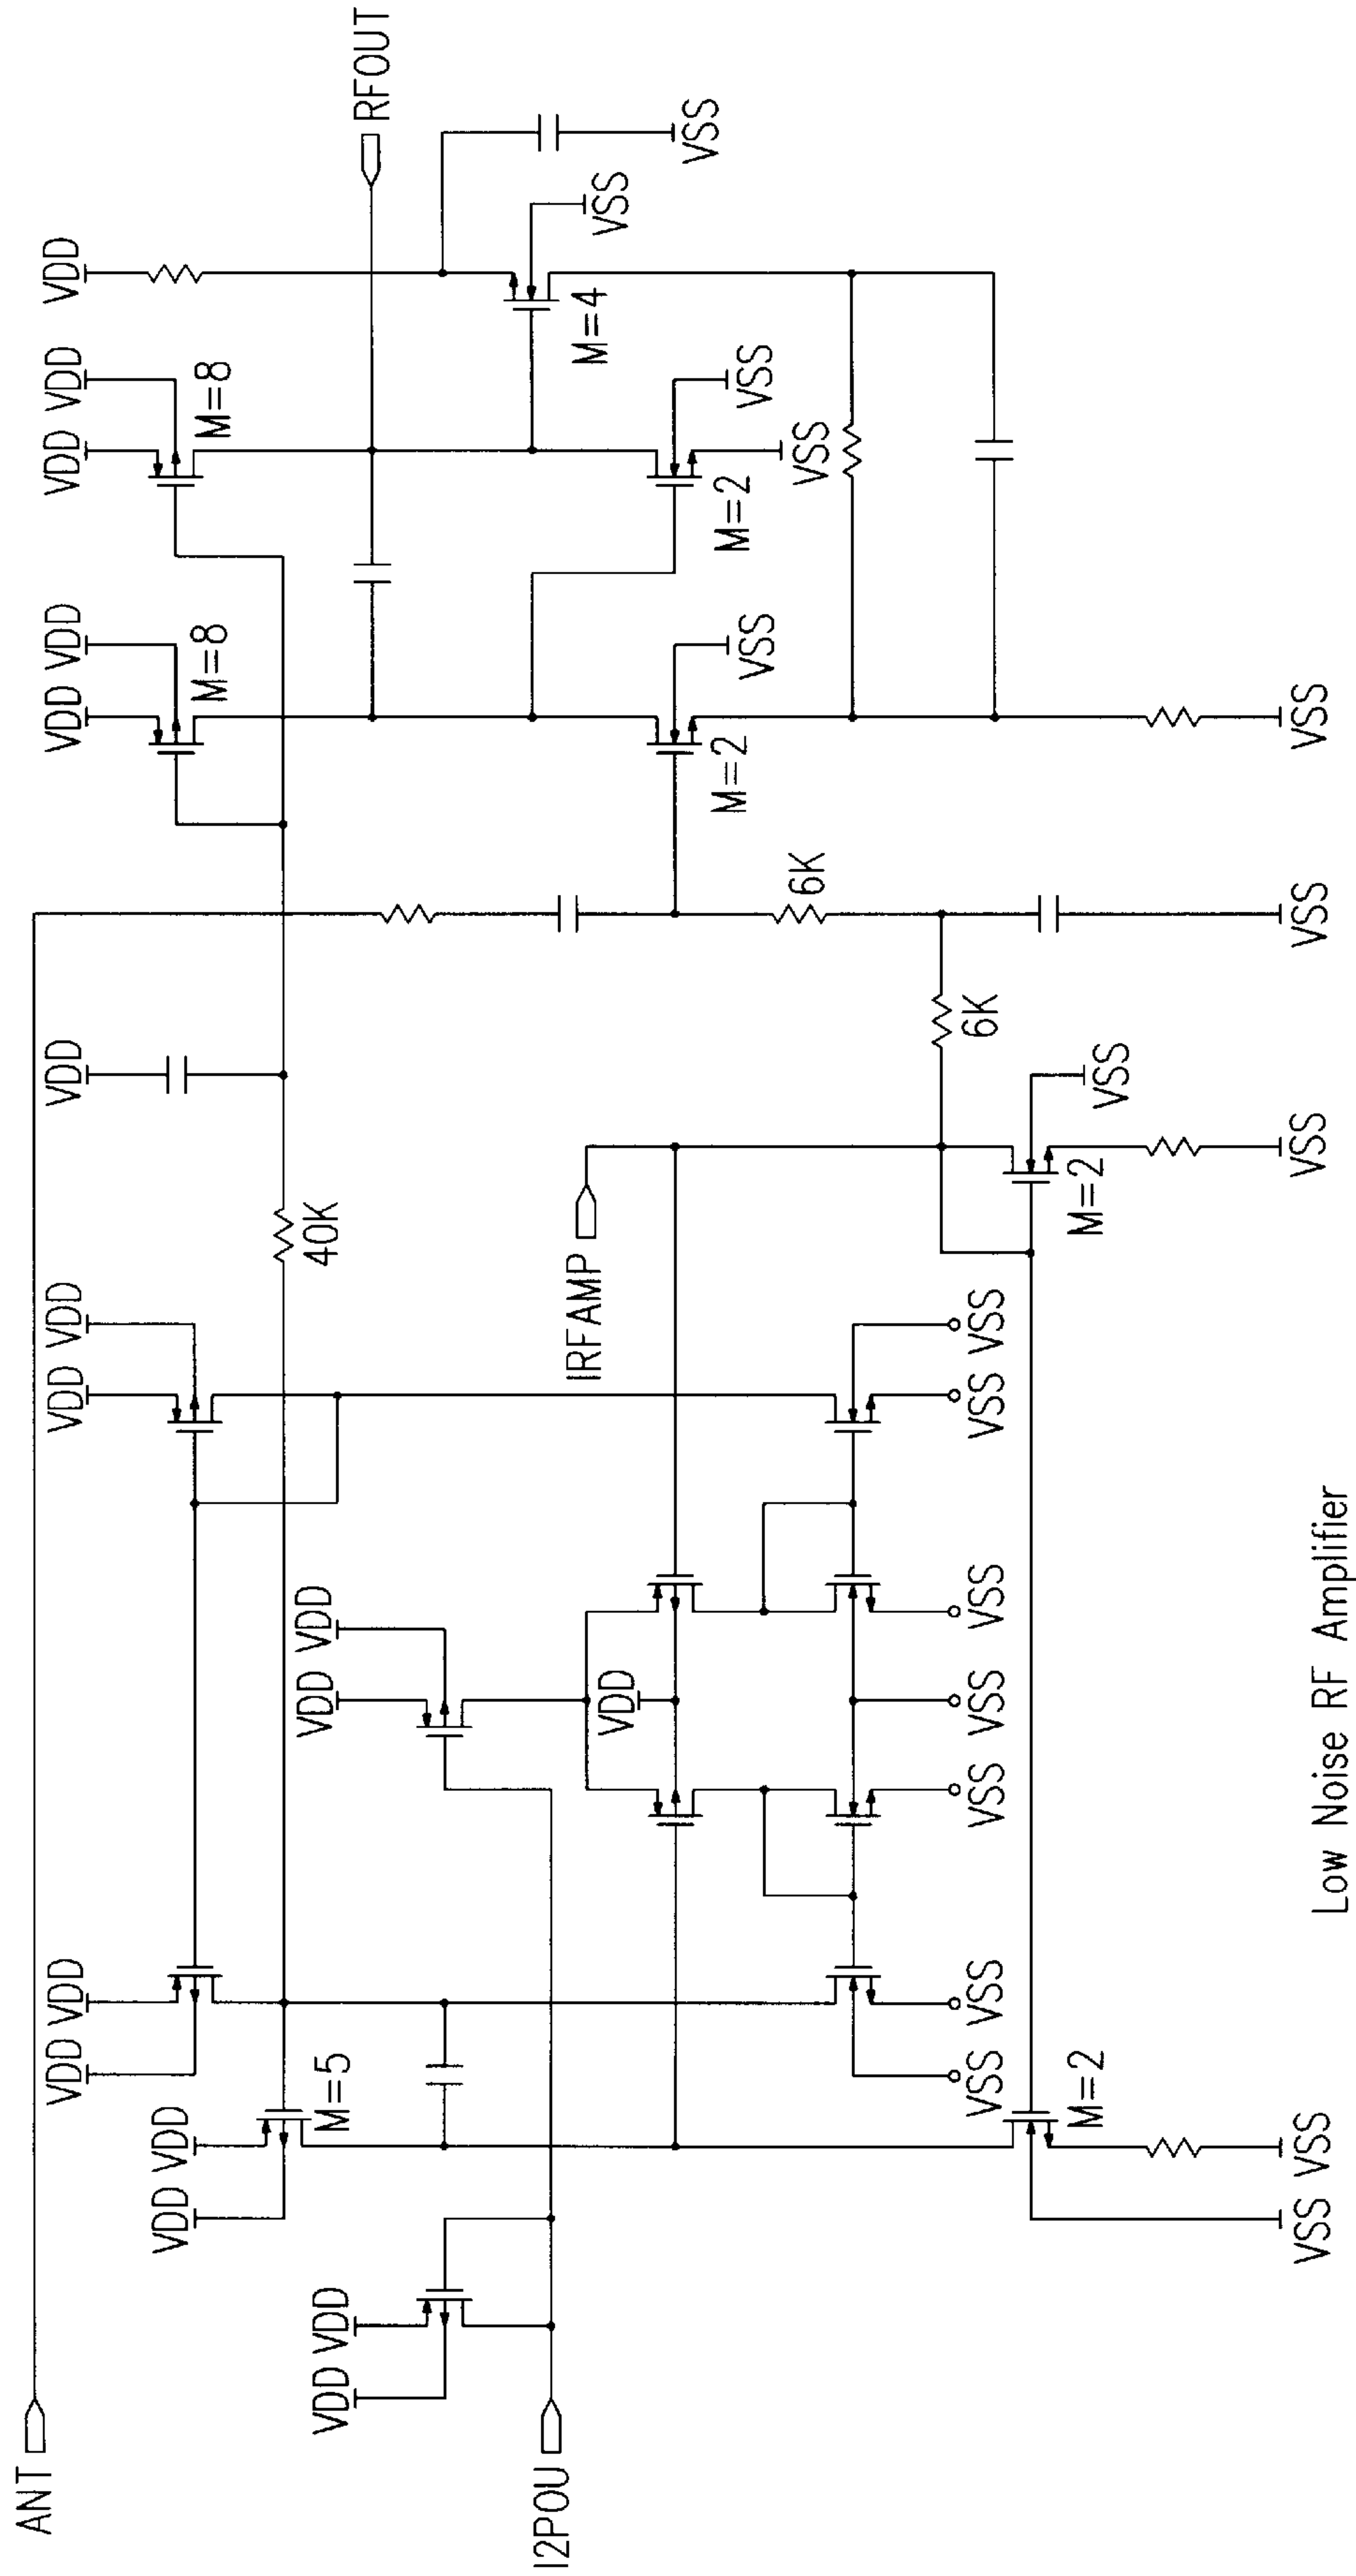 ANT
VDD VDD VDD VDD VDD VDD VDD VDD VDD VDD
VDD VDD
M=8 M=8
VDD VDD M=5 VDD VDD 40K
RFOUT
I2POU
IRFAMP
VDD
M=4
VSS
VSS
M=2
VSS
M=2
VSS
VSS
6K
VSS VSS VSS VSS VSS VSS VSS 6K
M=2 M=2 VSS
VSS VSS VSS VSS VSS
Low Noise RF Amplifier